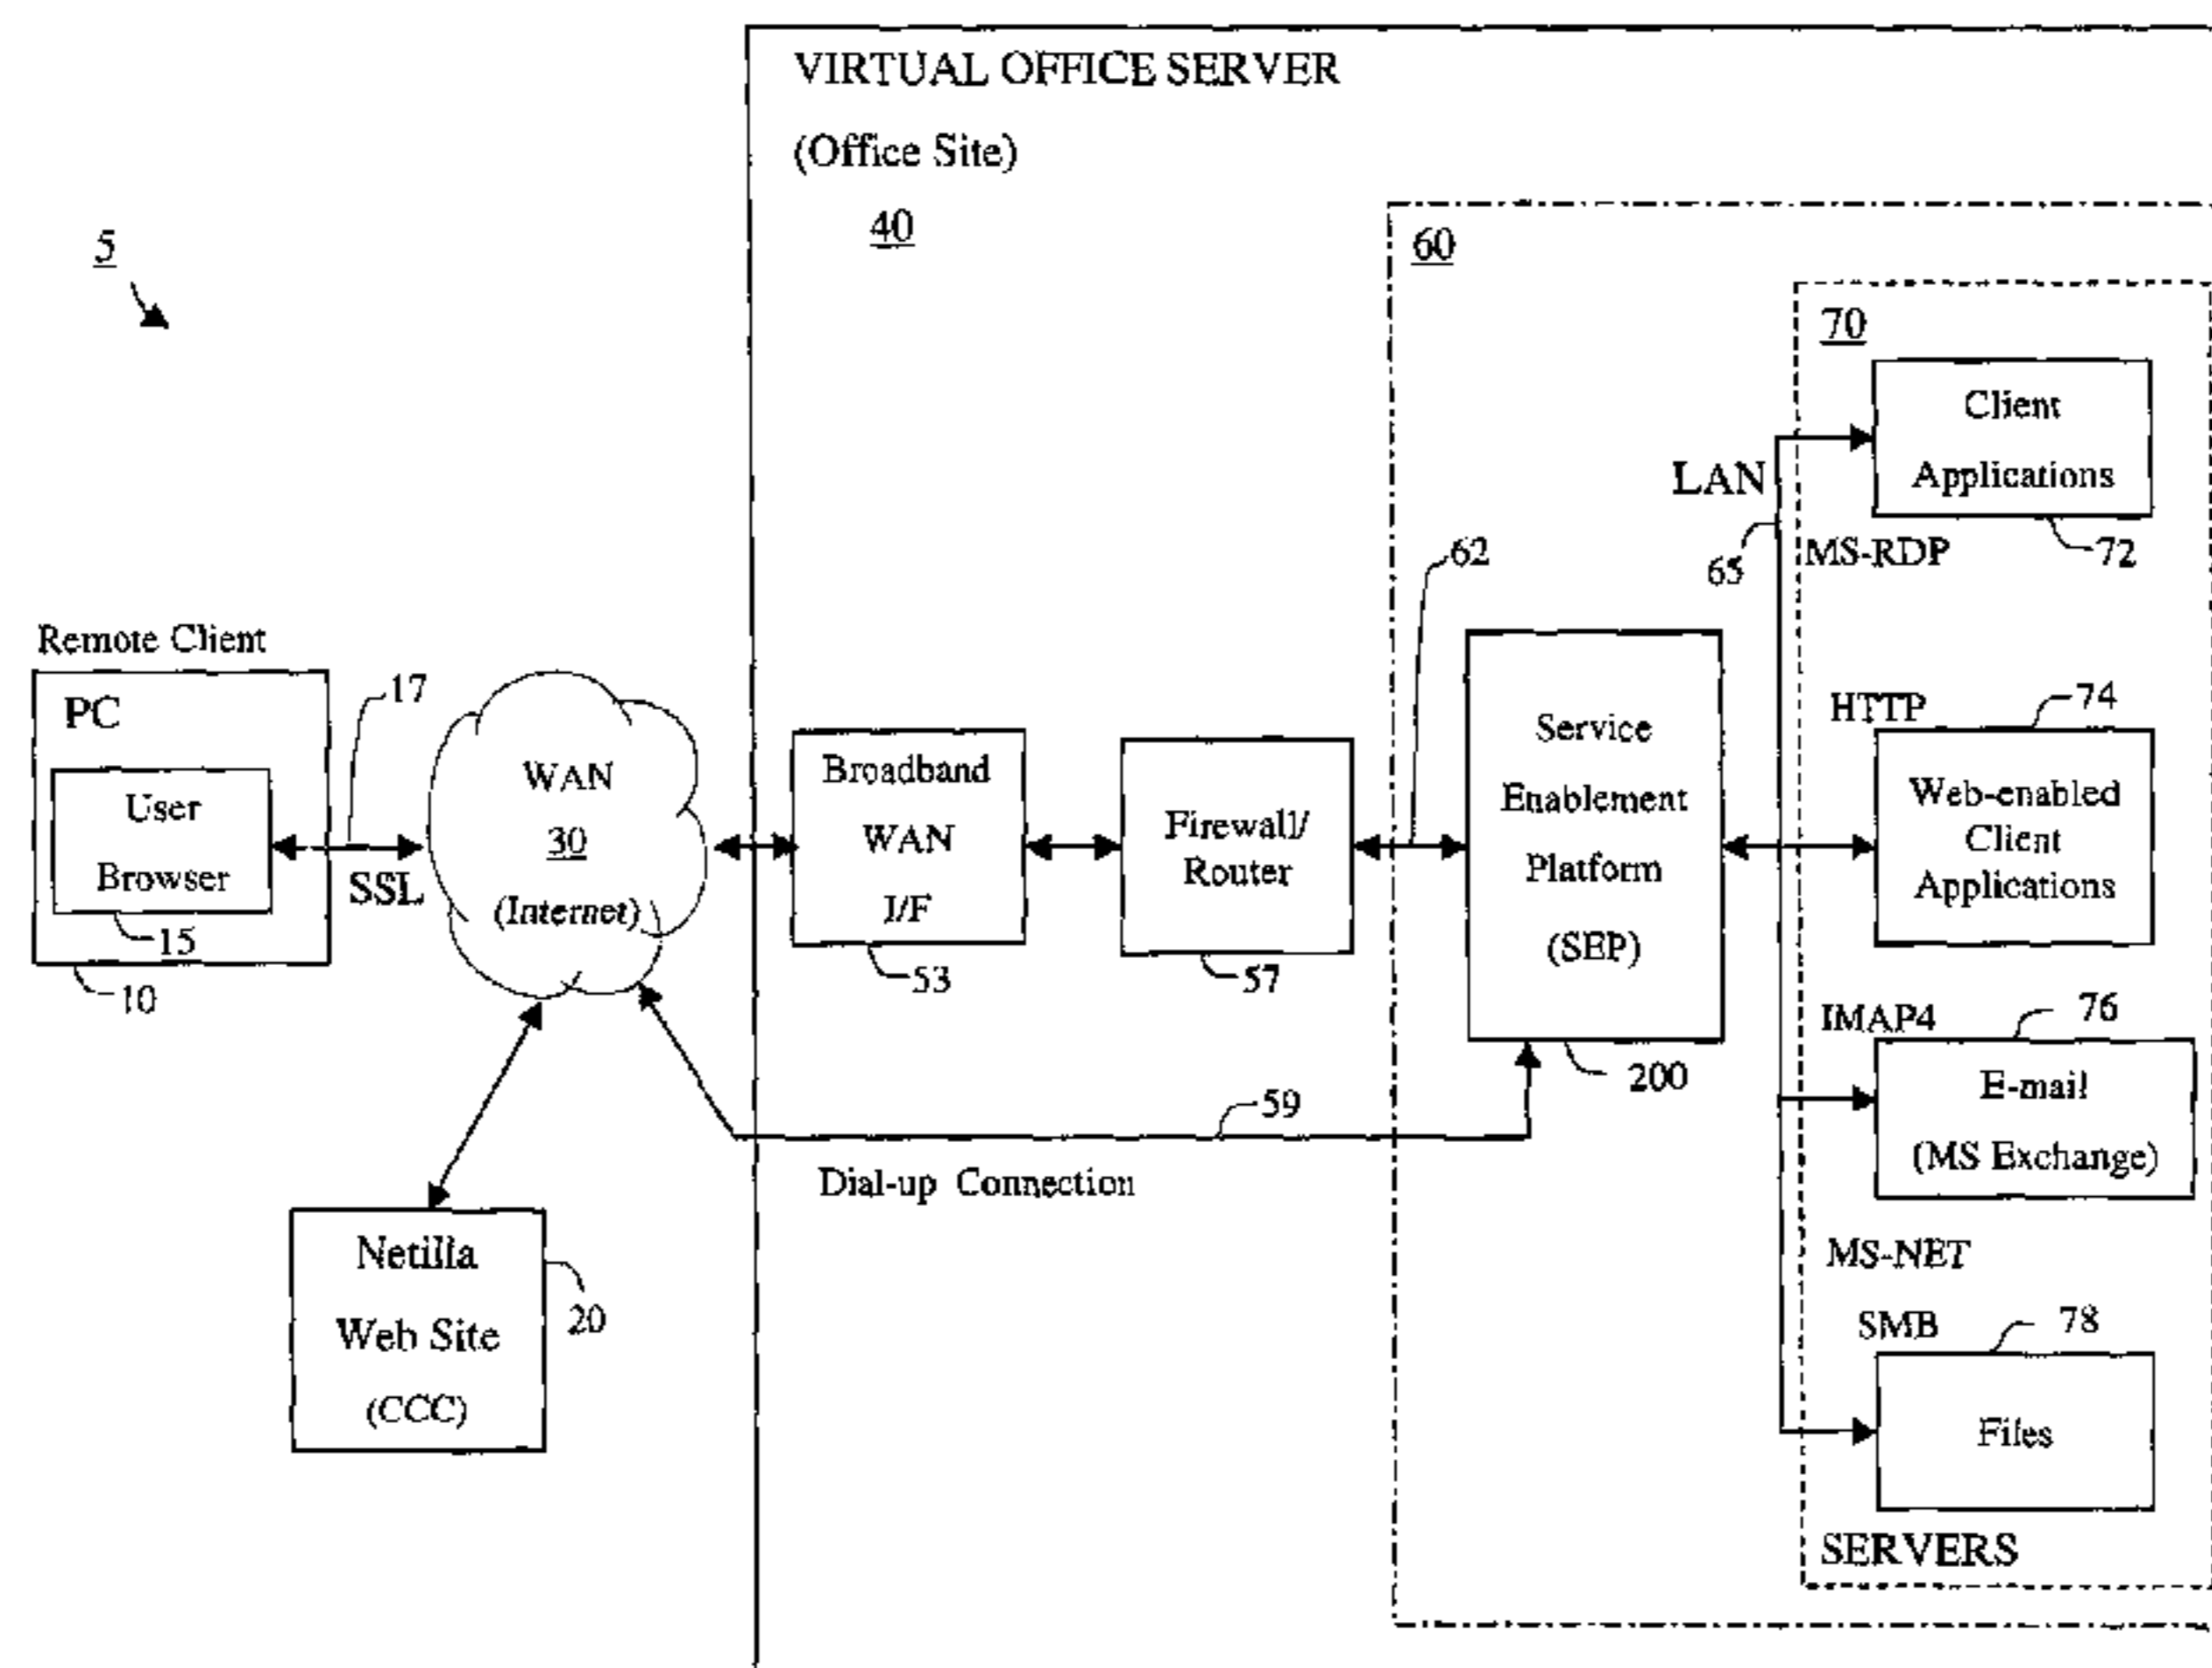 VIRTUAL OFFICE SERVER
(Office Site)
40
5
60
70
Client
Applications
72
LAN
65
MS-RDP
62
Remote Client
PC
17
User
Browser
15
10
SSL
WAN
30
(Internet)
Broadband
WAN
I/F
53
Firewall/
Router
57
Service
Enablement
Platform
(SEP)
200
HTTP
74
Web-enabled
Client
Applications
IMAP4
76
E-mail
(MS Exchange)
59
Dial-up Connection
Netilla
Web Site
(CCC)
20
MS-NET
SMB
78
Files
SERVERS